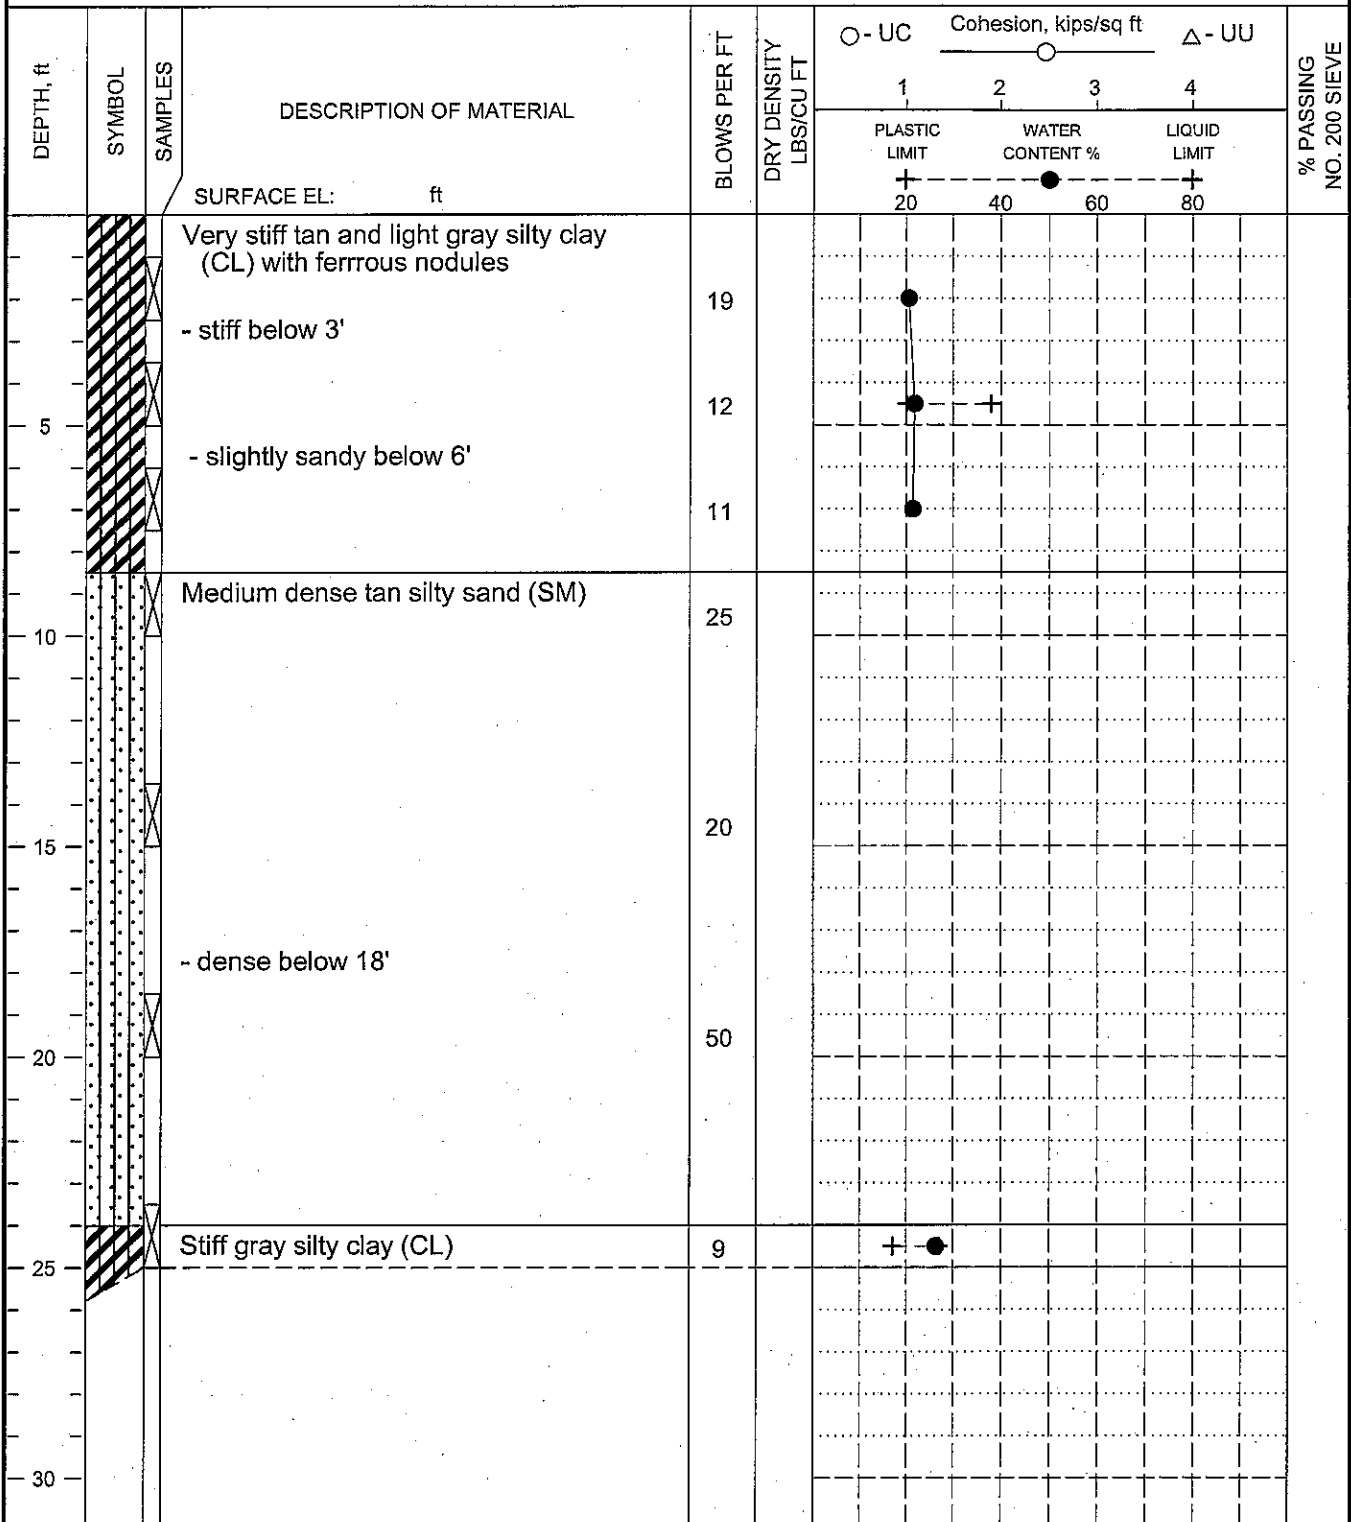 DEPTH, ft
SYMBOL
SAMPLES
DESCRIPTION OF MATERIAL
SURFACE EL: ft
BLOWS PER FT
DRY DENSITY
LBS/CU FT
○ - UC Cohesion, kips/sq ft △ - UU
1 2 3 4
PLASTIC WATER LIQUID
LIMIT CONTENT % LIMIT
20 40 60 80
% PASSING
NO. 200 SIEVE
Very stiff tan and light gray silty clay
(CL) with ferrrous nodules
19
- stiff below 3'
12
5
- slightly sandy below 6'
11
Medium dense tan silty sand (SM)
25
10
20
15
- dense below 18'
50
20
Stiff gray silty clay (CL) 9
25
30